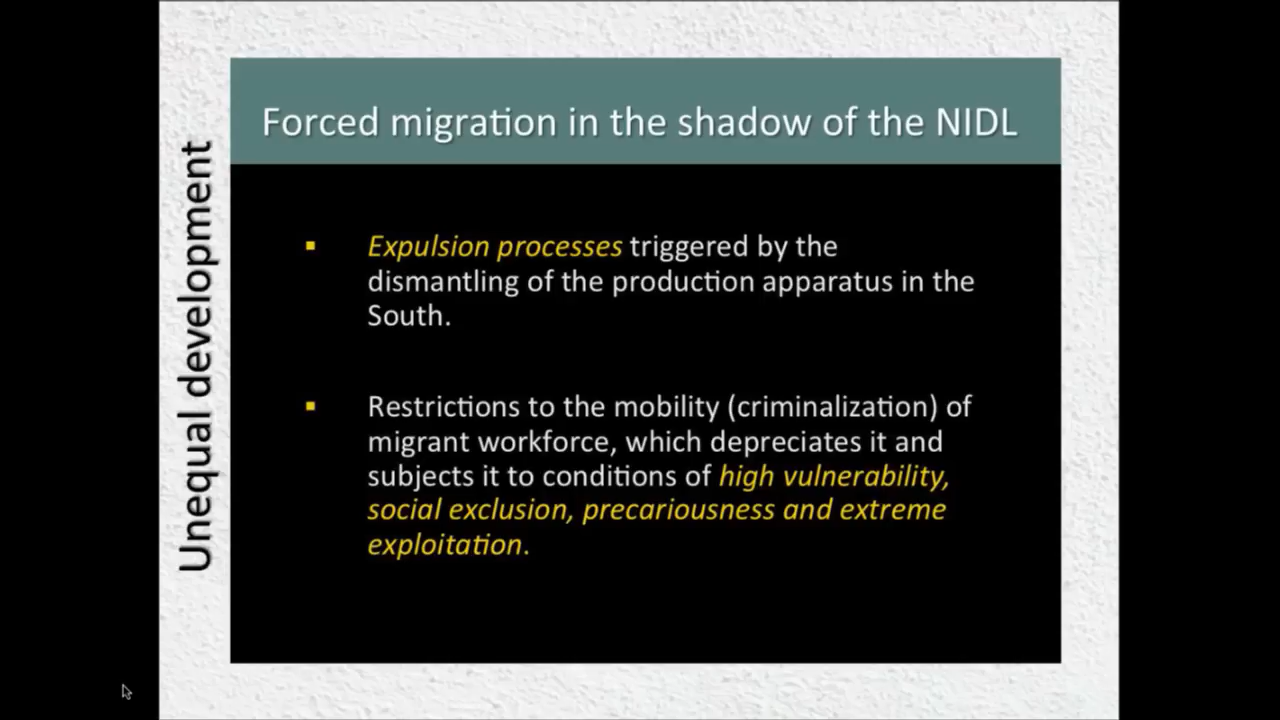 Forced migration in the shadow of the NIDL
Unequal development
▪ Expulsion processes triggered by the
dismantling of the production apparatus in the
South.
▪ Restrictions to the mobility (criminalization) of
migrant workforce, which depreciates it and
subjects it to conditions of high vulnerability,
social exclusion, precariousness and extreme
exploitation.